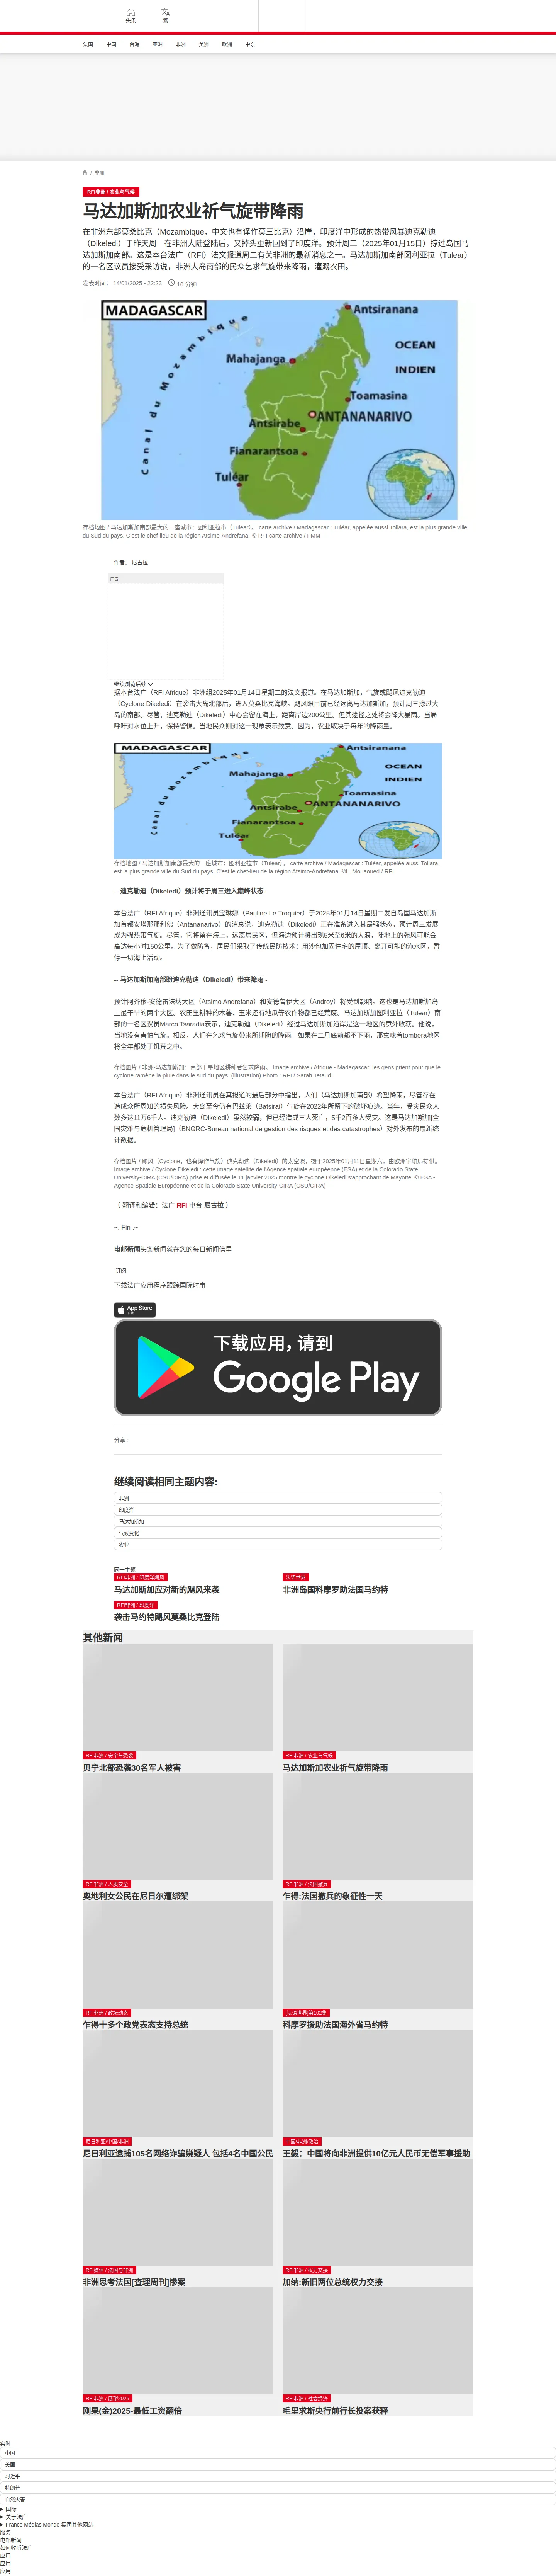 头条
繁
法国
中国
台海
亚洲
非洲
美洲
欧洲
中东
/ 非洲
RFI非洲 / 农业与气候
马达加斯加农业祈气旋带降雨
在非洲东部莫桑比克（Mozambique，中文也有译作莫三比克）沿岸，印度洋中形成的热带风暴迪克勒迪
（Dikeledi）于昨天周一在非洲大陆登陆后，又掉头重新回到了印度洋。预计周三（2025年01月15日）掠过岛国马
达加斯加南部。这是本台法广（RFI）法文报道周二有关非洲的最新消息之一。马达加斯加南部图利亚拉（Tulear）
的一名区议员接受采访说，非洲大岛南部的民众乞求气旋带来降雨，灌溉农田。
发表时间： 14/01/2025 - 22:23
10 分钟
MADAGASCAR
Antsiranana
OCEAN
INDIEN
Mahajanga
Toamasina
ANTANANARIVO
Antsirabe
Fianarantsoa
Tuléar
Canal du Mozambique
存档地图 / 马达加斯加南部最大的一座城市：图利亚拉市（Tuléar）。 carte archive / Madagascar : Tuléar, appelée aussi Toliara, est la plus grande ville
du Sud du pays. C'est le chef-lieu de la région Atsimo-Andrefana. © RFI carte archive / FMM
作者： 尼古拉
广告
继续浏览后续
据本台法广（RFI Afrique）非洲组2025年01月14日星期二的法文报道。在马达加斯加，气旋或飓风迪克勒迪
（Cyclone Dikeledi）在袭击大岛北部后，进入莫桑比克海峡。飓风眼目前已经远离马达加斯加，预计周三掠过大
岛的南部。尽管，迪克勒迪（Dikeledi）中心会留在海上，距离岸边200公里。但其途径之处将会降大暴雨。当局
呼吁对水位上升，保持警惕。当地民众则对这一现象表示致意。因为，农业取决于每年的降雨量。
MADAGASCAR
Antsiranana
OCEAN
INDIEN
Mahajanga
Toamasina
ANTANANARIVO
Antsirabe
Fianarantsoa
Tuléar
Canal du Mozambique
存档地图 / 马达加斯加南部最大的一座城市：图利亚拉市（Tuléar）。 carte archive / Madagascar : Tuléar, appelée aussi Toliara,
est la plus grande ville du Sud du pays. C'est le chef-lieu de la région Atsimo-Andrefana. ©L. Mouaoued / RFI
-- 迪克勒迪（Dikeledi）预计将于周三进入巅峰状态 -
本台法广（RFI Afrique）非洲通讯员宝琳娜（Pauline Le Troquier）于2025年01月14日星期二发自岛国马达加斯
加首都安塔那那利佛（Antananarivo）的消息说，迪克勒迪（Dikeledi）正在准备进入其最强状态，预计周三发展
成为强热带气旋。尽管，它将留在海上，远离居民区，但海边预计将出现5米至6米的大浪，陆地上的强风可能会
高达每小时150公里。为了做防备，居民们采取了传统民防技术：用沙包加固住宅的屋顶、离开可能的淹水区，暂
停一切海上活动。
-- 马达加斯加南部盼迪克勒迪（Dikeledi）带来降雨 -
预计阿齐穆-安德雷法纳大区（Atsimo Andrefana）和安德鲁伊大区（Androy）将受到影响。这也是马达加斯加岛
上最干旱的两个大区。农田里耕种的木薯、玉米还有地瓜等农作物都已经荒废。马达加斯加图利亚拉（Tulear）南
部的一名区议员Marco Tsaradia表示，迪克勒迪（Dikeledi）经过马达加斯加沿岸是这一地区的意外收获。他说，
当地没有害怕气旋。相反，人们在乞求气旋带来所期盼的降雨。如果在二月底前都不下雨，那意味着tombera地区
将全年都处于饥荒之中。
存档图片 / 非洲-马达加斯加：南部干旱地区耕种者乞求降雨。 Image archive / Afrique - Madagascar: les gens prient pour que le
cyclone ramène la pluie dans le sud du pays. (illustration) Photo : RFI / Sarah Tetaud
本台法广（RFI Afrique）非洲通讯员在其报道的最后部分中指出，人们（马达加斯加南部）希望降雨，尽管存在
造成众所周知的损失风险。大岛至今仍有巴兹莱（Batsirai）气旋在2022年所留下的破坏痕迹。当年，受灾民众人
数多达11万6千人。迪克勒迪（Dikeledi）虽然较弱，但已经造成三人死亡，5千2百多人受灾。这是马达加斯加[全
国灾难与危机管理局]（BNGRC-Bureau national de gestion des risques et des catastrophes）对外发布的最新统
计数据。
存档图片 / 飓风（Cyclone，也有译作气旋）迪克勒迪（Dikeledi）的太空照，摄于2025年01月11日星期六，由欧洲宇航局提供。
Image archive / Cyclone Dikeledi : cette image satellite de l'Agence spatiale européenne (ESA) et de la Colorado State
University-CIRA (CSU/CIRA) prise et diffusée le 11 janvier 2025 montre le cyclone Dikeledi s'approchant de Mayotte. © ESA -
Agence Spatiale Européenne et de la Colorado State University-CIRA (CSU/CIRA)
（ 翻译和编辑：法广 RFI 电台 尼古拉 ）
~. Fin .~
电邮新闻头条新闻就在您的每日新闻信里
订阅
下载法广应用程序跟踪国际时事
App Store
下载
下载应用，请到
Google Play
分享 :
继续阅读相同主题内容:
非洲
印度洋
马达加斯加
气候变化
农业
同一主题
RFI非洲 / 印度洋飓风
马达加斯加应对新的飓风来袭
法语世界
非洲岛国科摩罗助法国马约特
RFI非洲 / 印度洋
袭击马约特飓风莫桑比克登陆
其他新闻
RFI非洲 / 安全与恐袭
贝宁北部恐袭30名军人被害
RFI非洲 / 农业与气候
马达加斯加农业祈气旋带降雨
RFI非洲 / 人质安全
奥地利女公民在尼日尔遭绑架
RFI非洲 / 法国撤兵
乍得:法国撤兵的象征性一天
RFI非洲 / 政坛动态
乍得十多个政党表态支持总统
[法语世界]第102集
科摩罗援助法国海外省马约特
尼日利亚/中国/非洲
尼日利亚逮捕105名网络诈骗嫌疑人 包括4名中国公民
中国/非洲/政治
王毅：中国将向非洲提供10亿元人民币无偿军事援助
RFI媒体 / 法国与非洲
非洲思考法国[查理周刊]惨案
RFI非洲 / 权力交接
加纳:新旧两位总统权力交接
RFI非洲 / 展望2025
刚果(金)2025-最低工资翻倍
RFI非洲 / 社会经济
毛里求斯央行前行长投案获释
实时
中国
美国
习近平
特朗普
自然灾害
国际
关于法广
France Médias Monde 集团其他网站
服务
电邮新闻
如何收听法广
应用
应用
应用